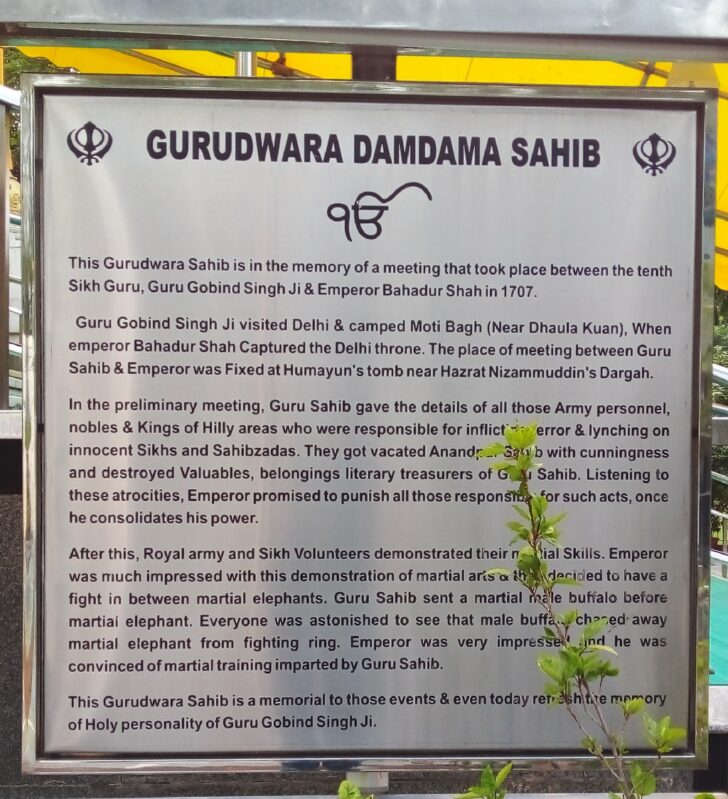 GURUDWARA DAMDAMA SAHIB
ੴ
This Gurudwara Sahib is in the memory of a meeting that took place between the tenth
Sikh Guru, Guru Gobind Singh Ji & Emperor Bahadur Shah in 1707.
Guru Gobind Singh Ji visited Delhi & camped Moti Bagh (Near Dhaula Kuan), When
emperor Bahadur Shah Captured the Delhi throne. The place of meeting between Guru
Sahib & Emperor was Fixed at Humayun's tomb near Hazrat Nizammuddin's Dargah.
In the preliminary meeting, Guru Sahib gave the details of all those Army personnel,
nobles & Kings of Hilly areas who were responsible for & lynching on
innocent Sikhs and Sahibzadas. They got vacated with cunningness
and destroyed Valuables, belongings literary treasurers of Sahib. Listening to
these atrocities, Emperor promised to punish all those responsible for such acts, once
he consolidates his power.
After this, Royal army and Sikh Volunteers demonstrated their martial Skills. Emperor
was much impressed with this demonstration of martial arts & decided to have a
fight in between martial elephants. Guru Sahib sent a martial male buffalo before
martial elephant. Everyone was astonished to see that male buffalo chased away
martial elephant from fighting ring. Emperor was very impressed and he was
convinced of martial training imparted by Guru Sahib.
This Gurudwara Sahib is a memorial to those events & even today refresh the memory
of Holy personality of Guru Gobind Singh Ji.